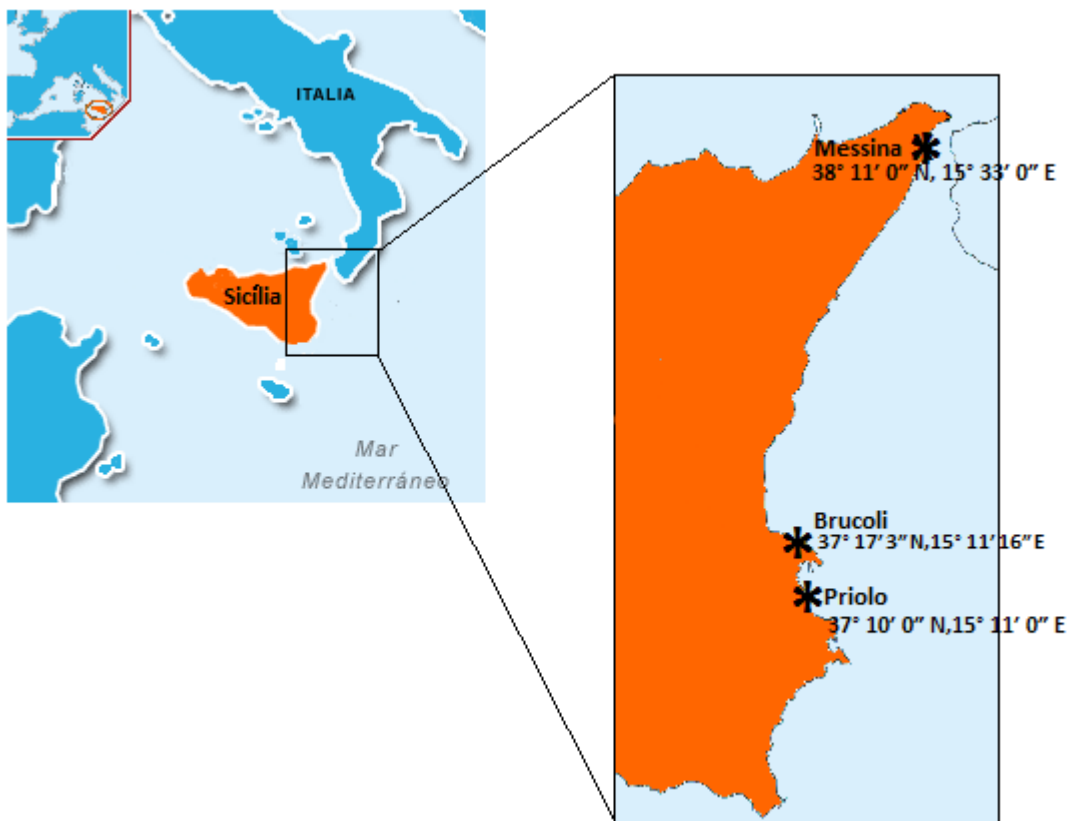 ITALIA
Sicília
Mar
Mediterráneo
Messina
38° 11’ 0” N, 15° 33’ 0” E
Brucoli
37° 17’ 3” N,15° 11’ 16” E
Priolo
37° 10’ 0” N,15° 11’ 0” E